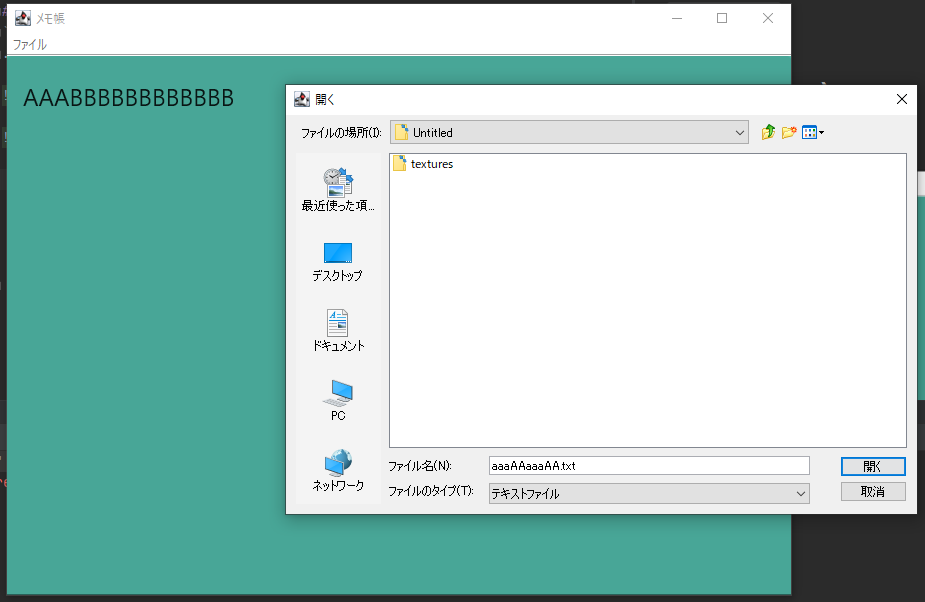 メモ帳
ファイル
AAABBBBBBBBBBBB
開く
ファイルの場所(I):
Untitled
textures
最近使った項...
デスクトップ
ドキュメント
PC
ネットワーク
ファイル名(N):
aaaAAaaaAA.txt
開く
ファイルのタイプ(T):
テキストファイル
取消